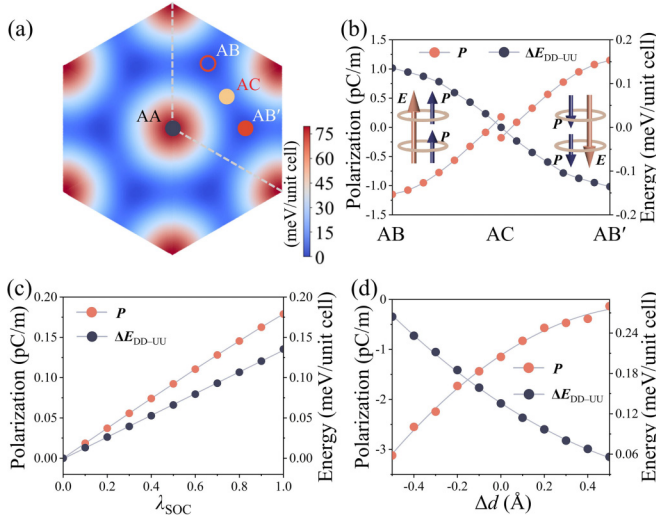 (a)
AB
AC
AA
AB′
75
60
45
30
15
0
(meV/unit cell)
(b)
P
ΔE_DD–UU
Polarization (pC/m)
1.5
1.0
0.5
0.0
-0.5
-1.0
-1.5
E
P
P
P
P
E
0.2
0.1
0.0
-0.1
-0.2
Energy (meV/unit cell)
AB
AC
AB′
(c)
P
ΔE_DD–UU
Polarization (pC/m)
0.20
0.15
0.10
0.05
0.00
0.20
0.15
0.10
0.05
0.00
Energy (meV/unit cell)
0.0
0.2
0.4
0.6
0.8
1.0
λ_SOC
(d)
P
ΔE_DD–UU
Polarization (pC/m)
0
-1
-2
-3
0.24
0.18
0.12
0.06
Energy (meV/unit cell)
-0.4
-0.2
0.0
0.2
0.4
Δd (Å)